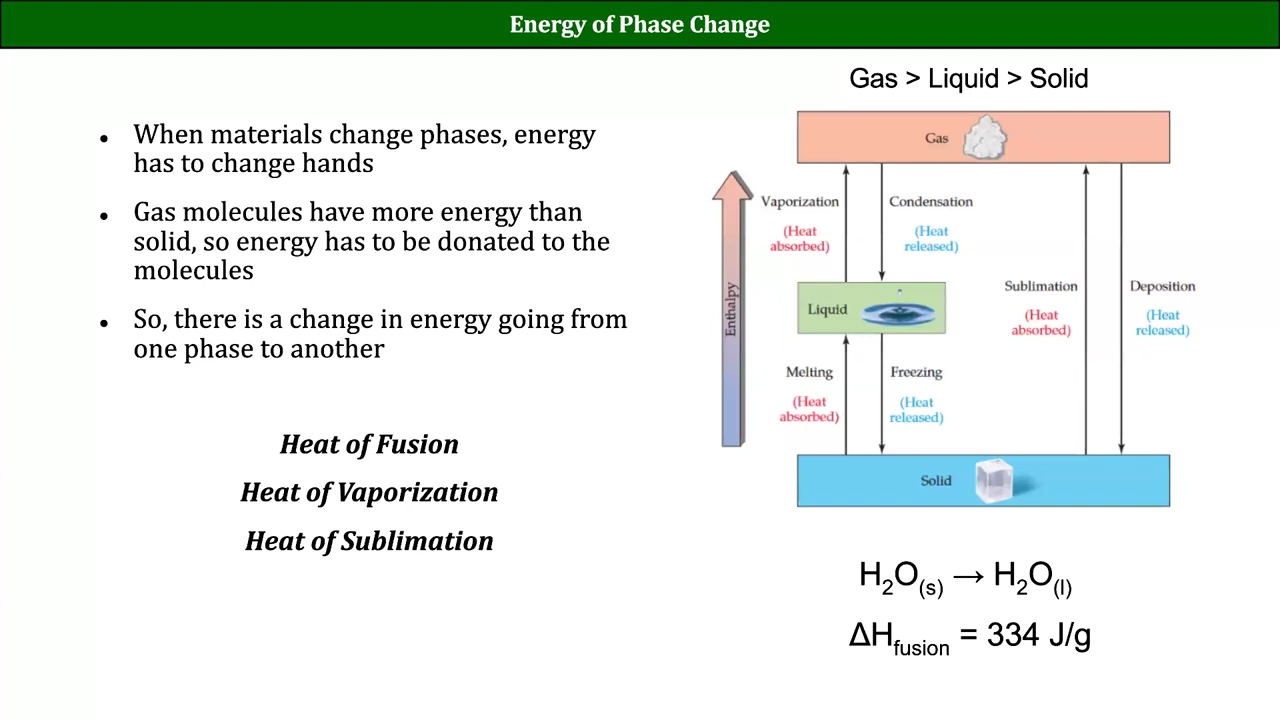 Energy of Phase Change
• When materials change phases, energy
has to change hands
• Gas molecules have more energy than
solid, so energy has to be donated to the
molecules
• So, there is a change in energy going from
one phase to another
Heat of Fusion
Heat of Vaporization
Heat of Sublimation
Gas > Liquid > Solid
Gas
Enthalpy
Vaporization
(Heat
absorbed)
Condensation
(Heat
released)
Liquid
Sublimation
(Heat
absorbed)
Deposition
(Heat
released)
Melting
(Heat
absorbed)
Freezing
(Heat
released)
Solid
H₂O(s) → H₂O(l)
ΔHfusion = 334 J/g